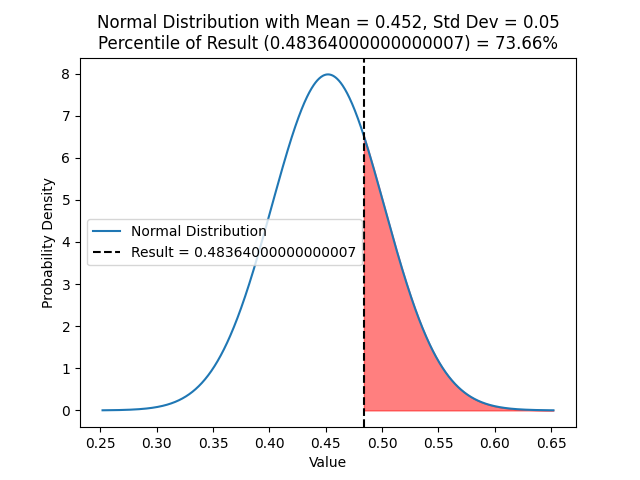 Normal Distribution with Mean = 0.452, Std Dev = 0.05
Percentile of Result (0.48364000000000007) = 73.66%
8
7
6
5
4
3
2
1
0
Probability Density
Normal Distribution
Result = 0.48364000000000007
0.25 0.30 0.35 0.40 0.45 0.50 0.55 0.60 0.65
Value